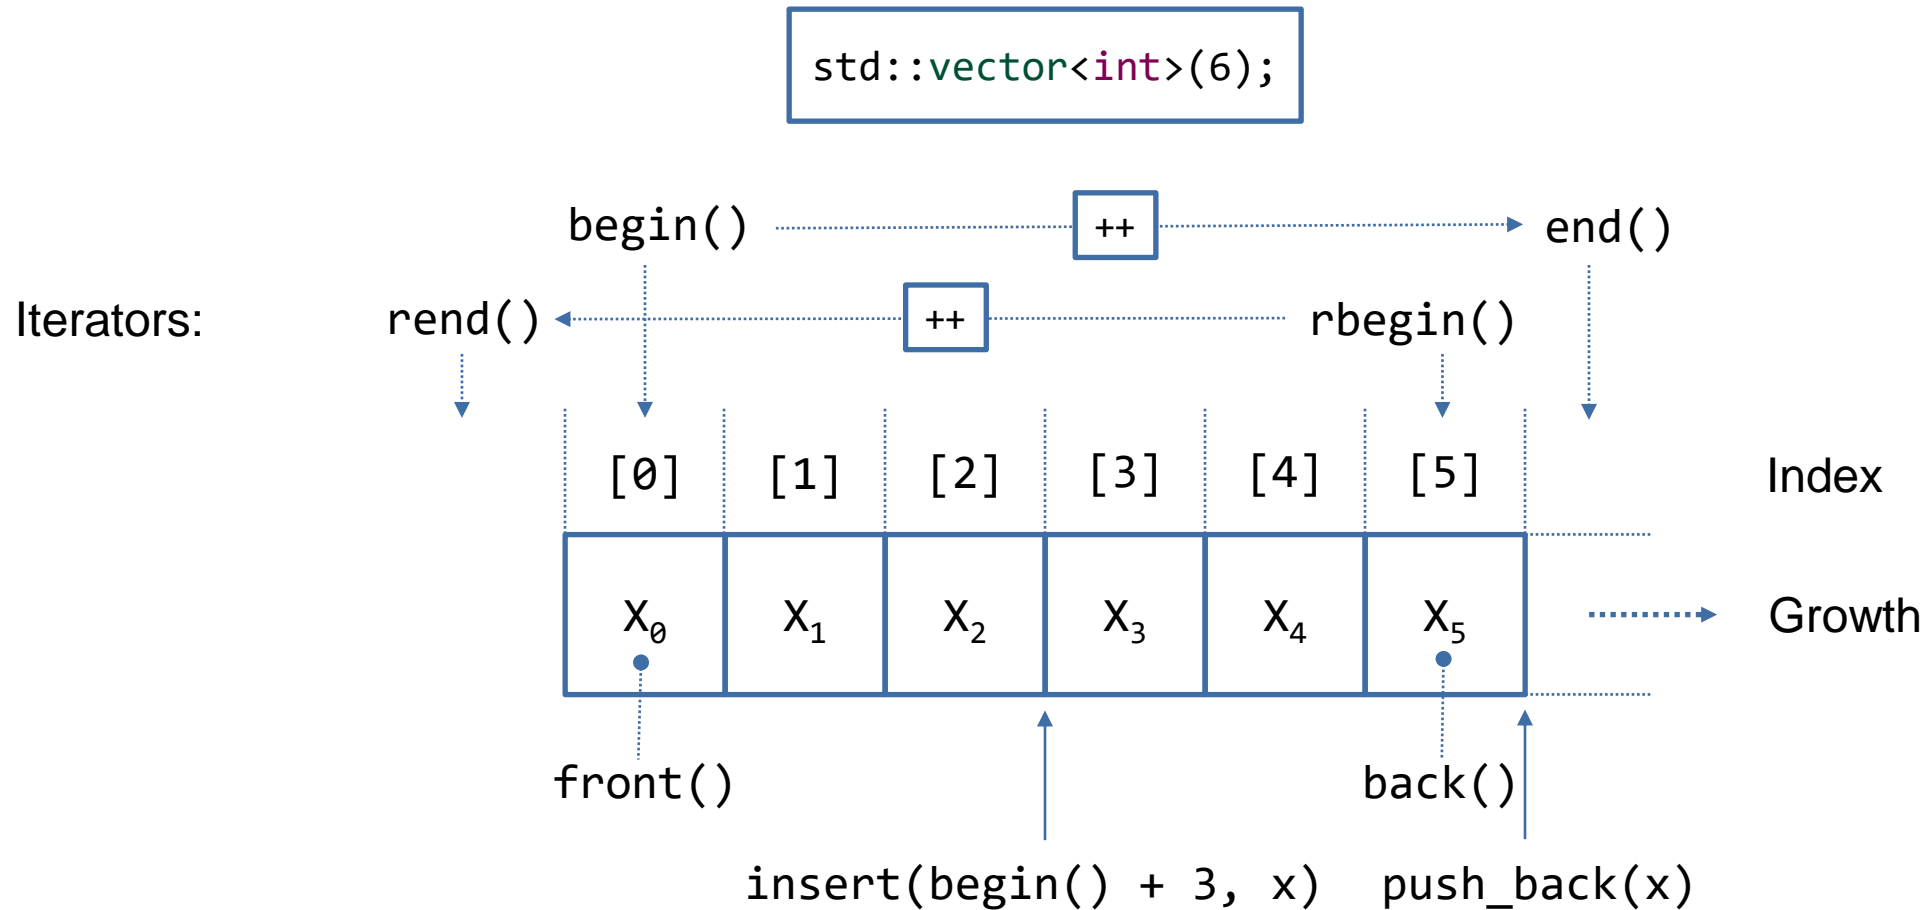 std::vector<int>(6);
begin() ++ end()
Iterators: rend() ++ rbegin()
[0] [1] [2] [3] [4] [5] Index
X0 X1 X2 X3 X4 X5 Growth
front() back()
insert(begin() + 3, x) push_back(x)